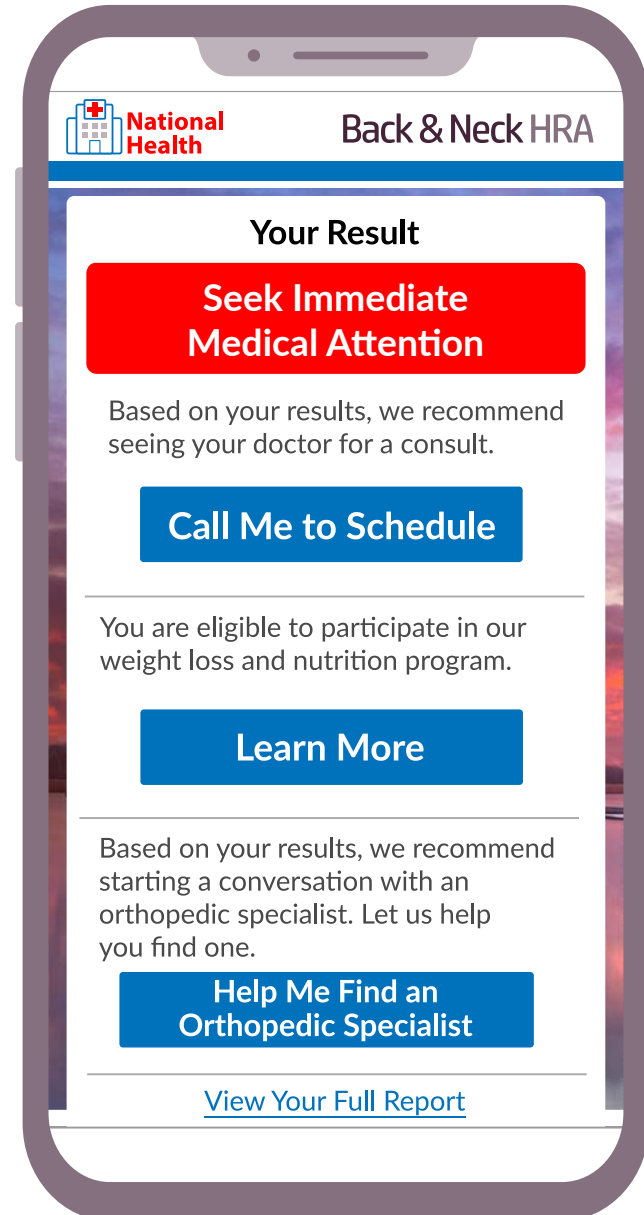 National
Health
Back & Neck HRA
Your Result
Seek Immediate
Medical Attention
Based on your results, we recommend
seeing your doctor for a consult.
Call Me to Schedule
You are eligible to participate in our
weight loss and nutrition program.
Learn More
Based on your results, we recommend
starting a conversation with an
orthopedic specialist. Let us help
you find one.
Help Me Find an
Orthopedic Specialist
View Your Full Report